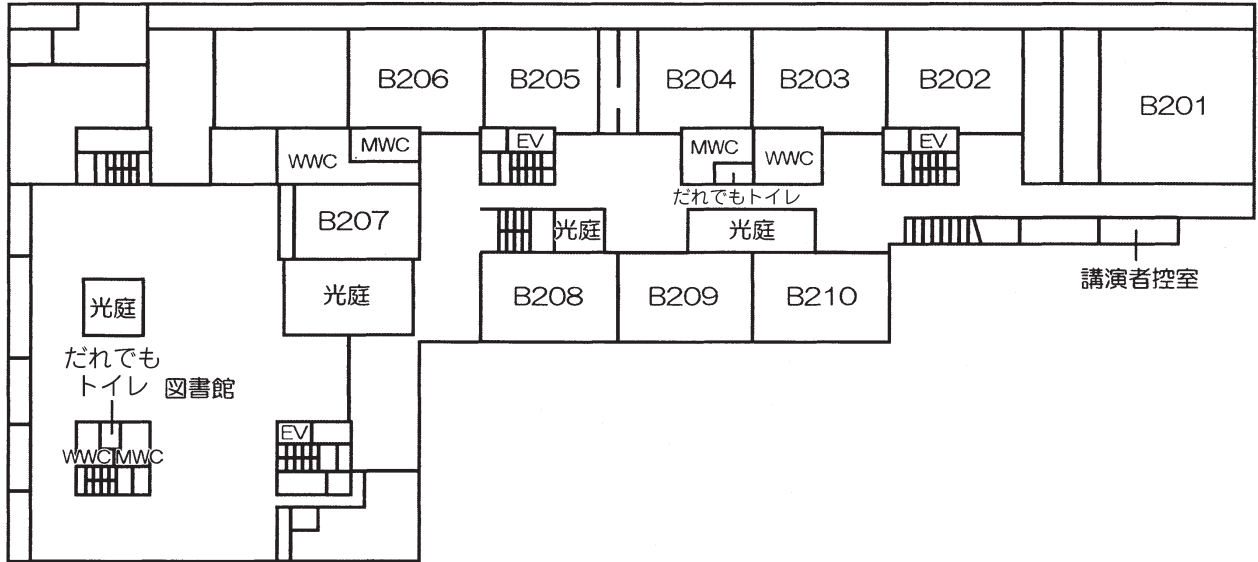 B206
B205
B204
B203
B202
B201
WWC
MWC
EV
MWC
WWC
EV
だれでもトイレ
B207
光庭
光庭
光庭
B208
B209
B210
講演者控室
光庭
だれでも
トイレ
図書館
EV
WWC
MWC